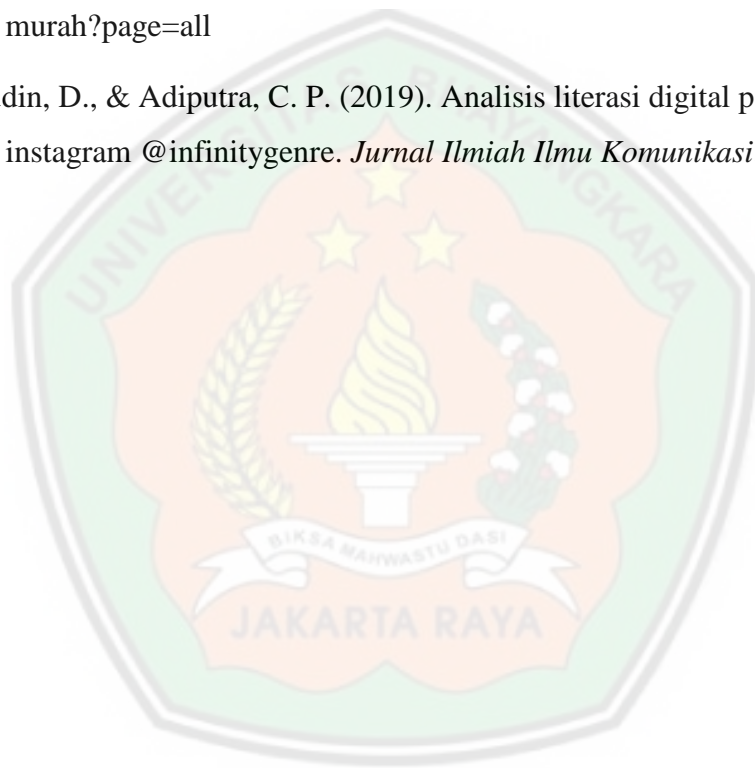 murah?page=all
din, D., & Adiputra, C. P. (2019). Analisis literasi digital p
instagram @infinitygenre. Jurnal Ilmiah Ilmu Komunikasi
UNIVERSITAS BHAYANGKARA
BIKSA MAHWASTU DASI
JAKARTA RAYA